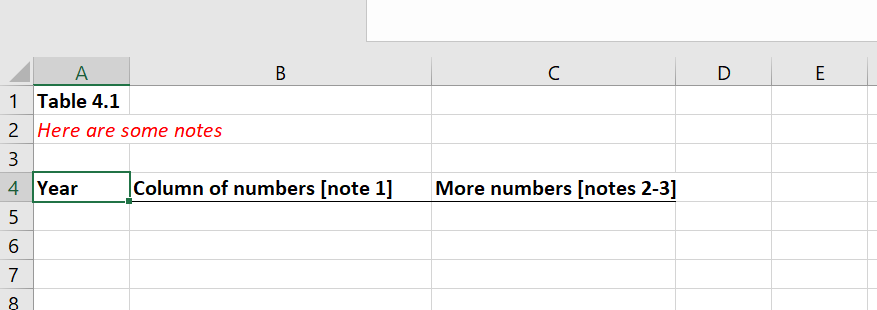 A B C D E
1 Table 4.1
2 Here are some notes
3
4 Year Column of numbers [note 1] More numbers [notes 2-3]
5
6
7
8